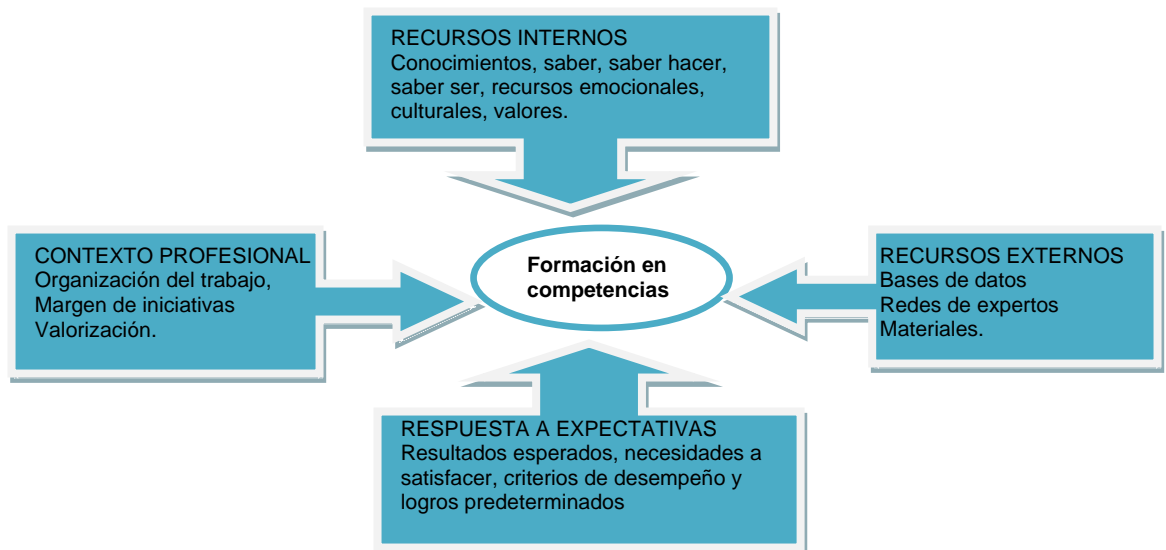 RECURSOS INTERNOS
Conocimientos, saber, saber hacer,
saber ser, recursos emocionales,
culturales, valores.
CONTEXTO PROFESIONAL
Organización del trabajo,
Margen de iniciativas
Valorización.
Formación en
competencias
RECURSOS EXTERNOS
Bases de datos
Redes de expertos
Materiales.
RESPUESTA A EXPECTATIVAS
Resultados esperados, necesidades a
satisfacer, criterios de desempeño y
logros predeterminados